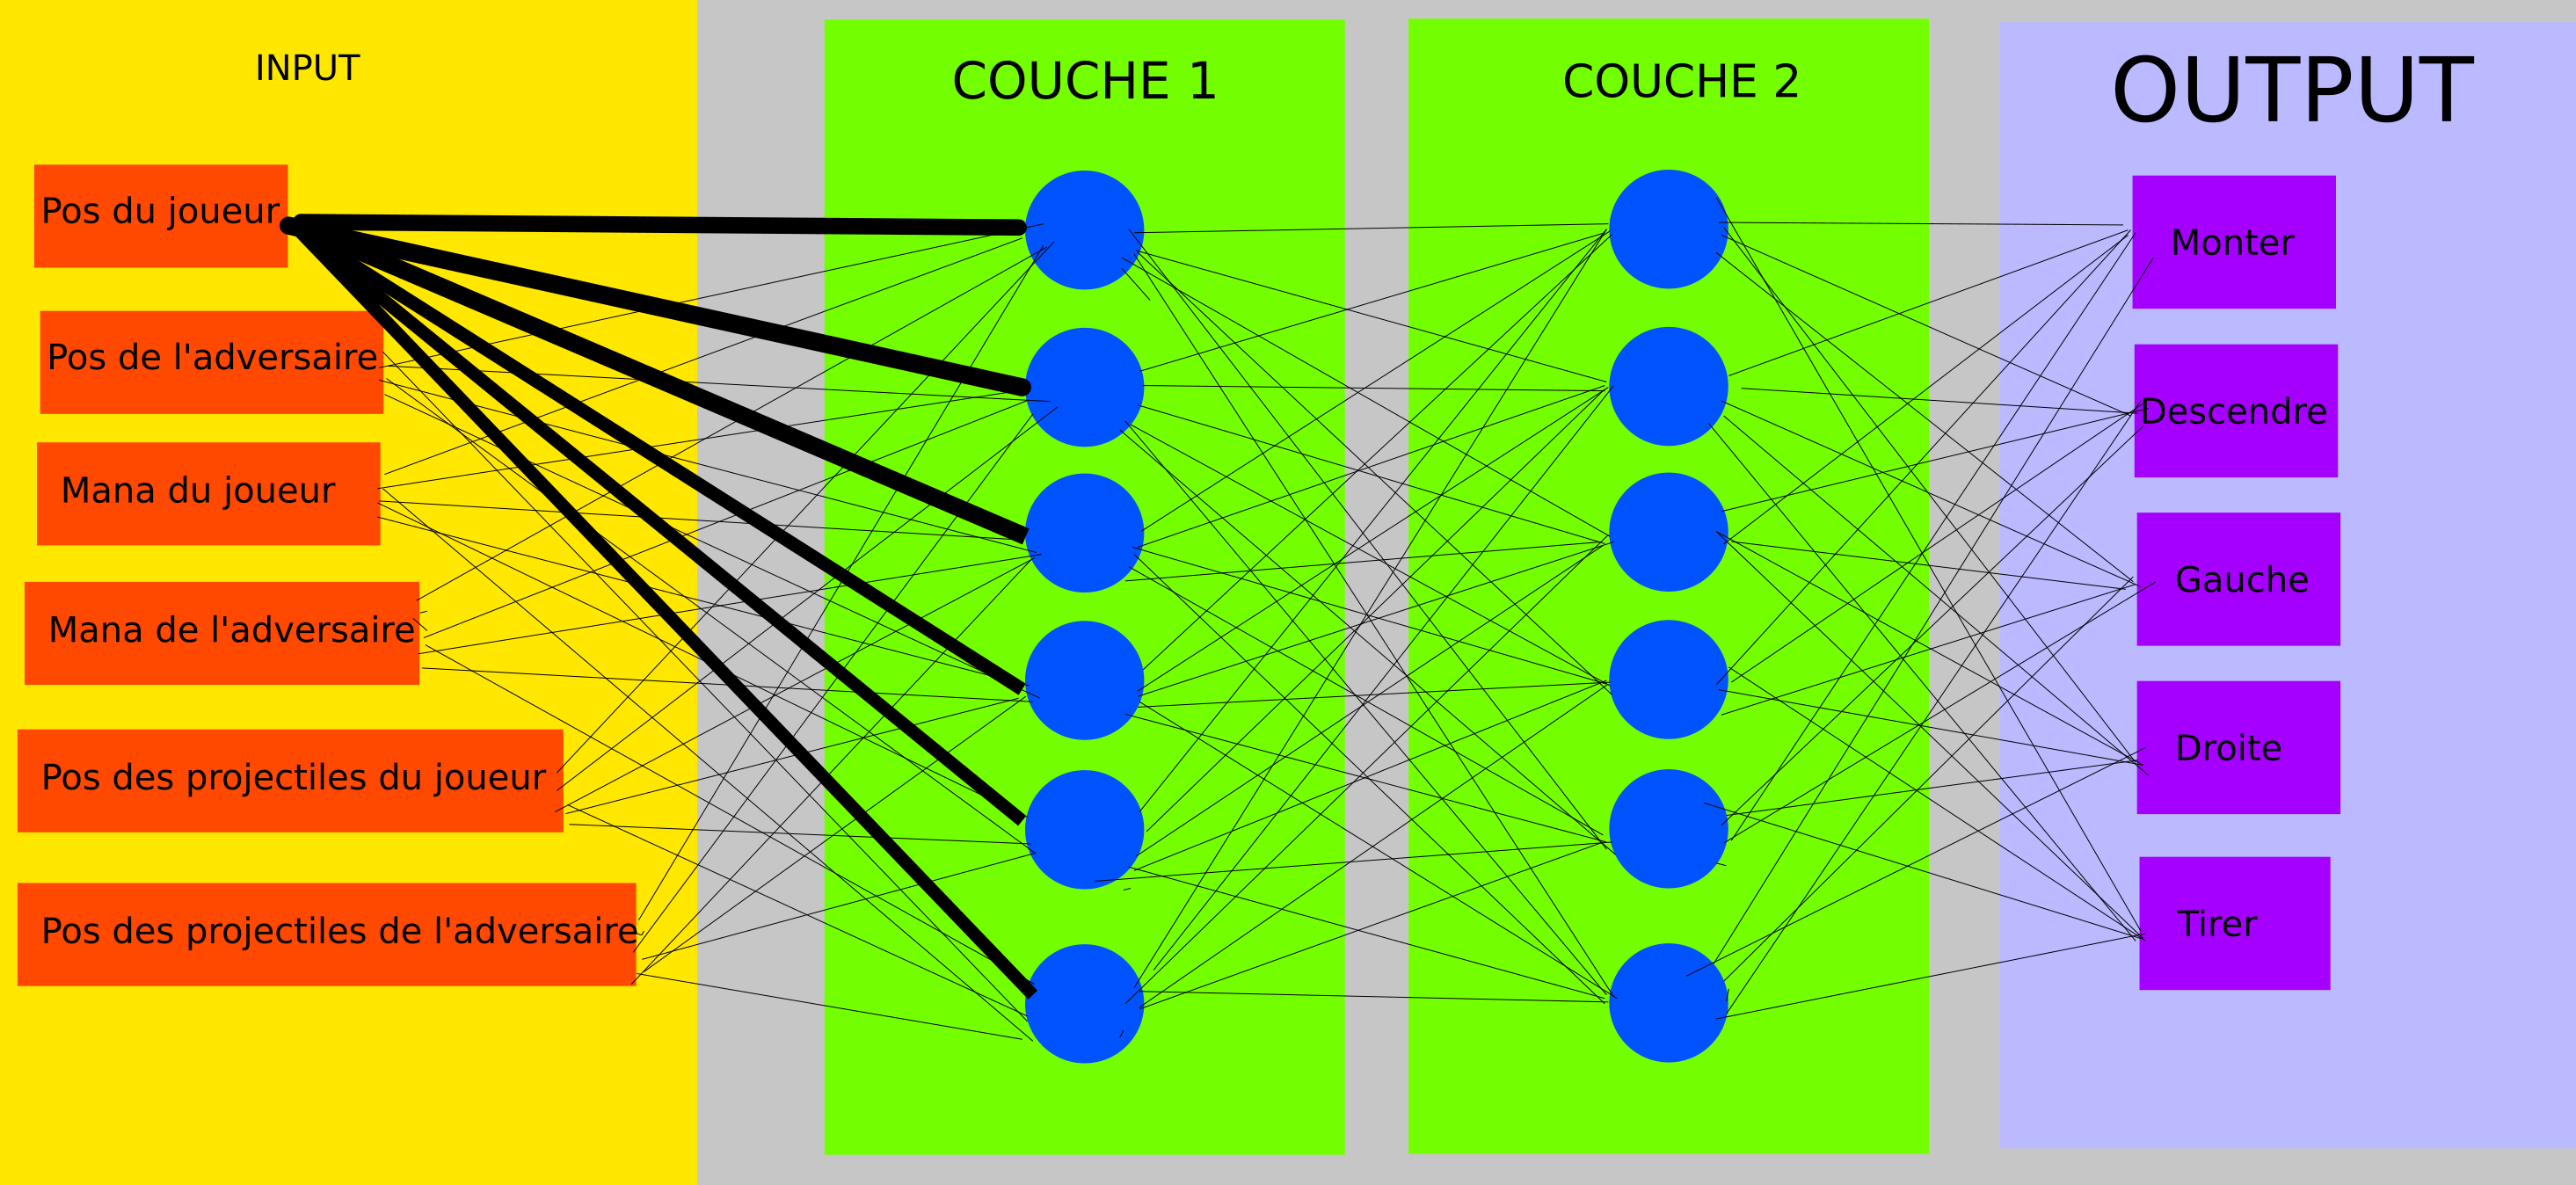 INPUT
Pos du joueur
Pos de l'adversaire
Mana du joueur
Mana de l'adversaire
Pos des projectiles du joueur
Pos des projectiles de l'adversaire
COUCHE 1
COUCHE 2
OUTPUT
Monter
Descendre
Gauche
Droite
Tirer